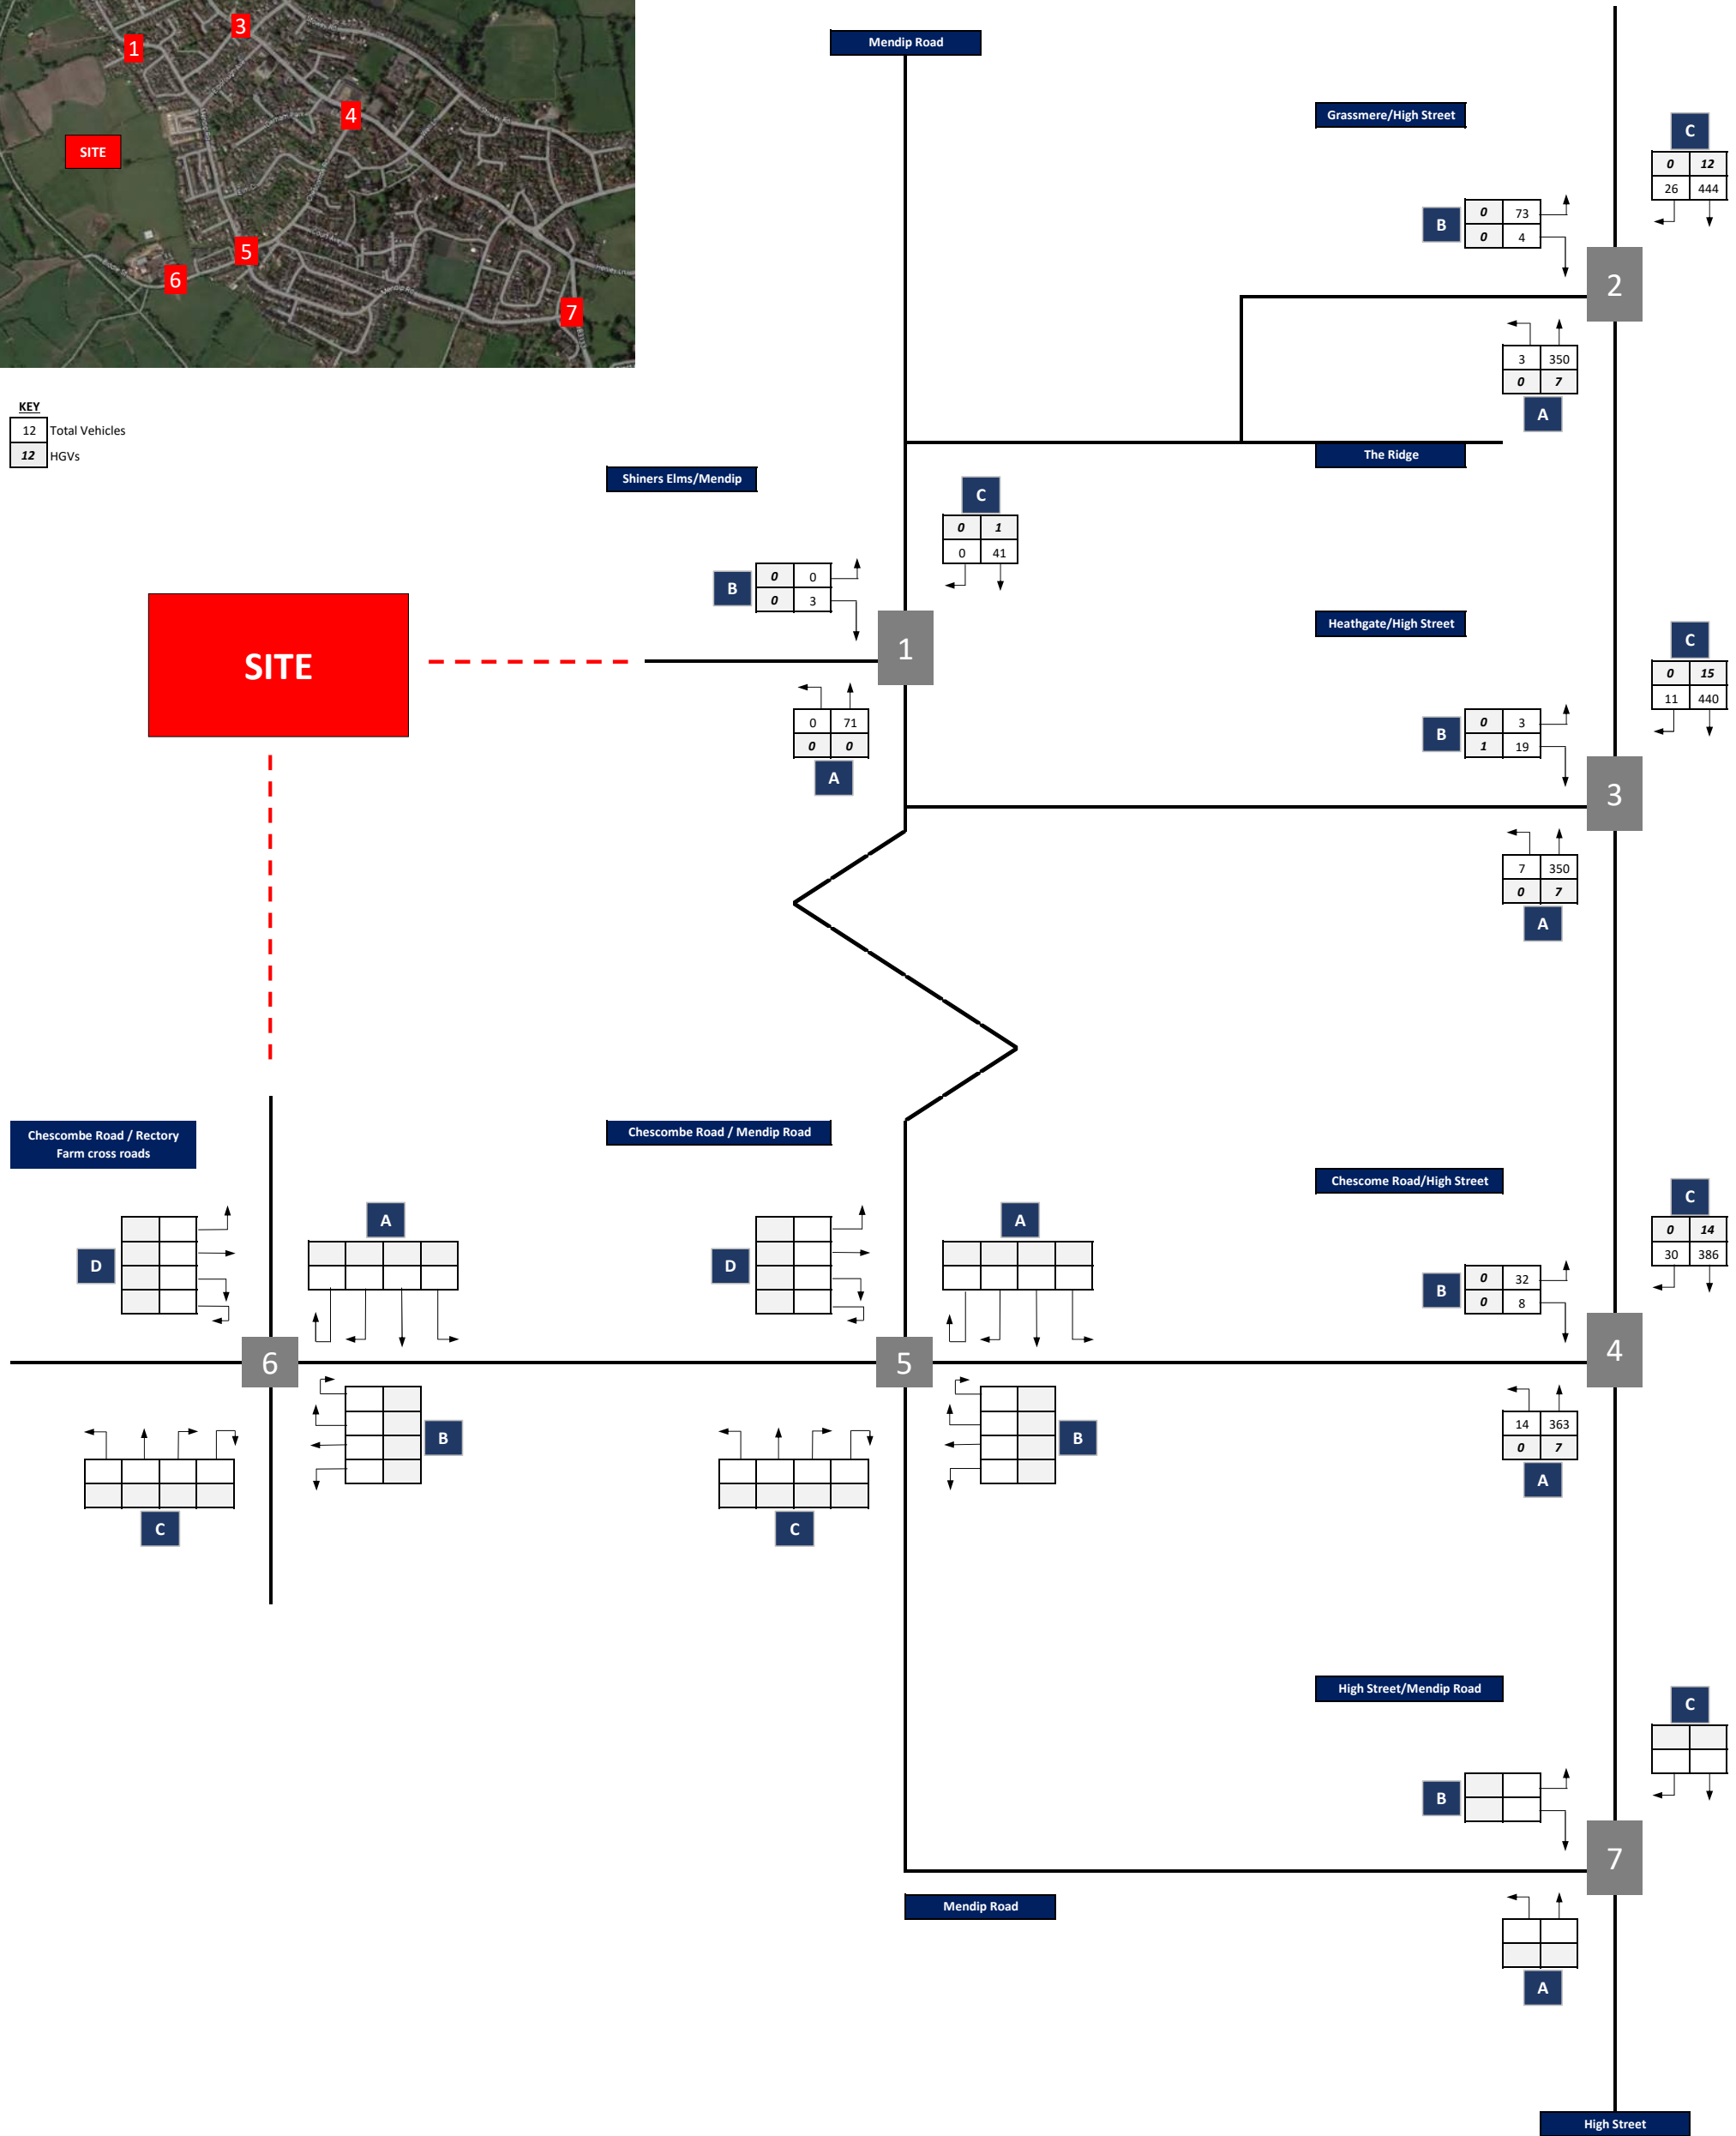 3
1
4
SITE
5
6
7
KEY
12 Total Vehicles
12 HGVs
Mendip Road
Grassmere/High Street
C
0 12
26 444
B
0 73
0 4
2
3 350
0 7
A
The Ridge
Shiners Elms/Mendip
C
0 1
0 41
B
0 0
0 3
1
SITE
0 71
0 0
A
Heathgate/High Street
C
0 15
11 440
B
0 3
1 19
3
7 350
0 7
A
Chescombe Road / Rectory
Farm cross roads
A
D
6
B
C
Chescombe Road / Mendip Road
A
D
5
B
C
Chescome Road/High Street
C
0 14
30 386
B
0 32
0 8
4
14 363
0 7
A
High Street/Mendip Road
C
B
7
Mendip Road
A
High Street